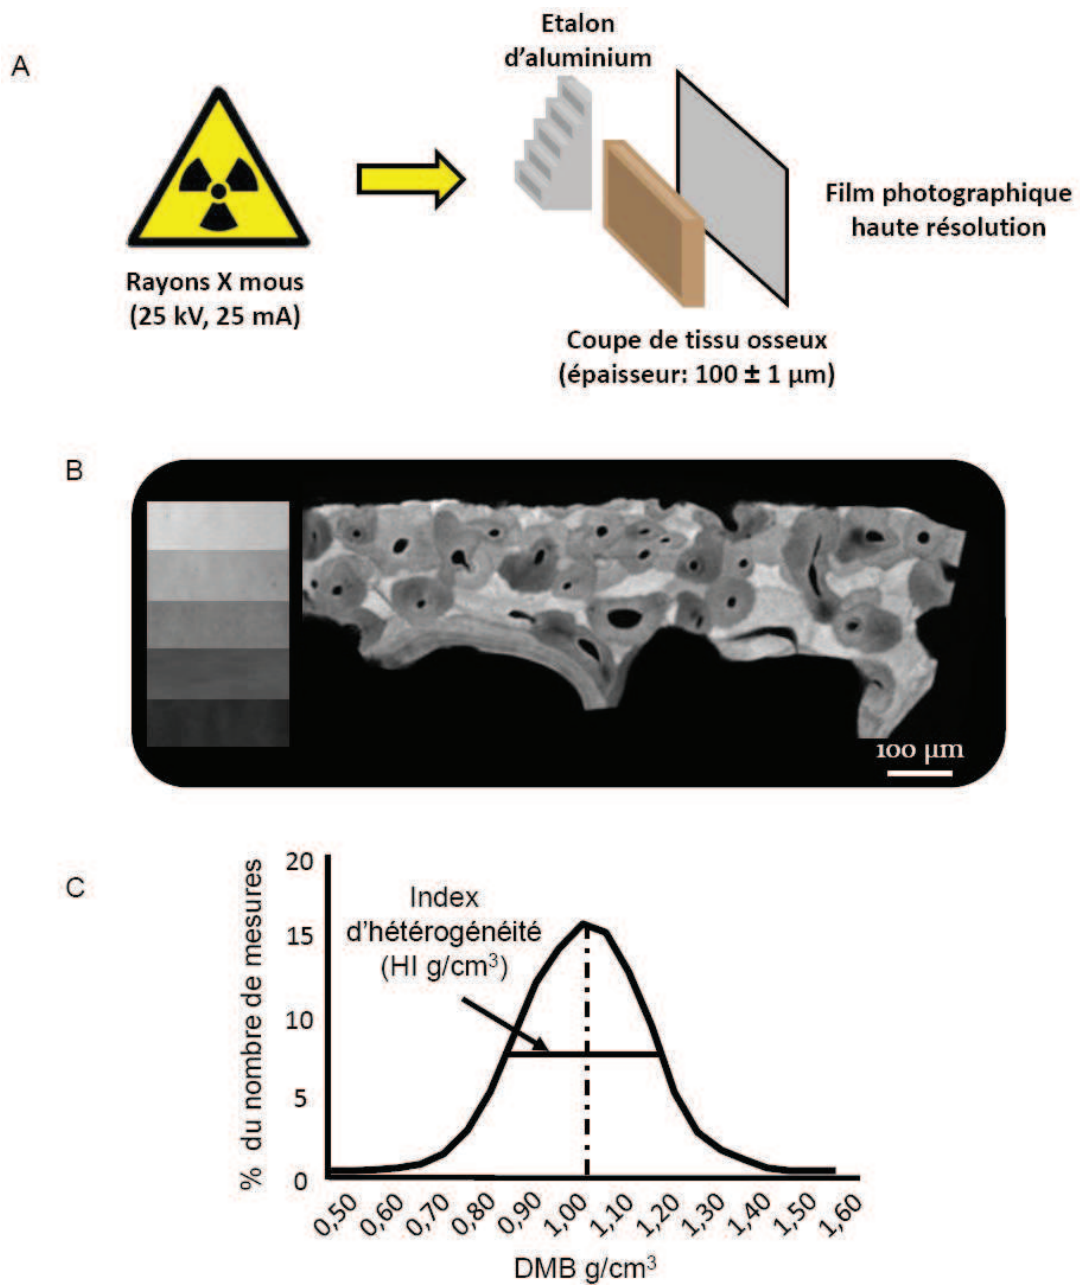 A
Etalon
d'aluminium
Rayons X mous
(25 kV, 25 mA)
Film photographique
haute résolution
Coupe de tissu osseux
(épaisseur: 100 ± 1 µm)
B
100 µm
C
% du nombre de mesures
20
15
10
5
0
Index
d'hétérogénéité
(HI g/cm³)
0,50 0,60 0,70 0,80 0,90 1,00 1,10 1,20 1,30 1,40 1,50 1,60
DMB g/cm³